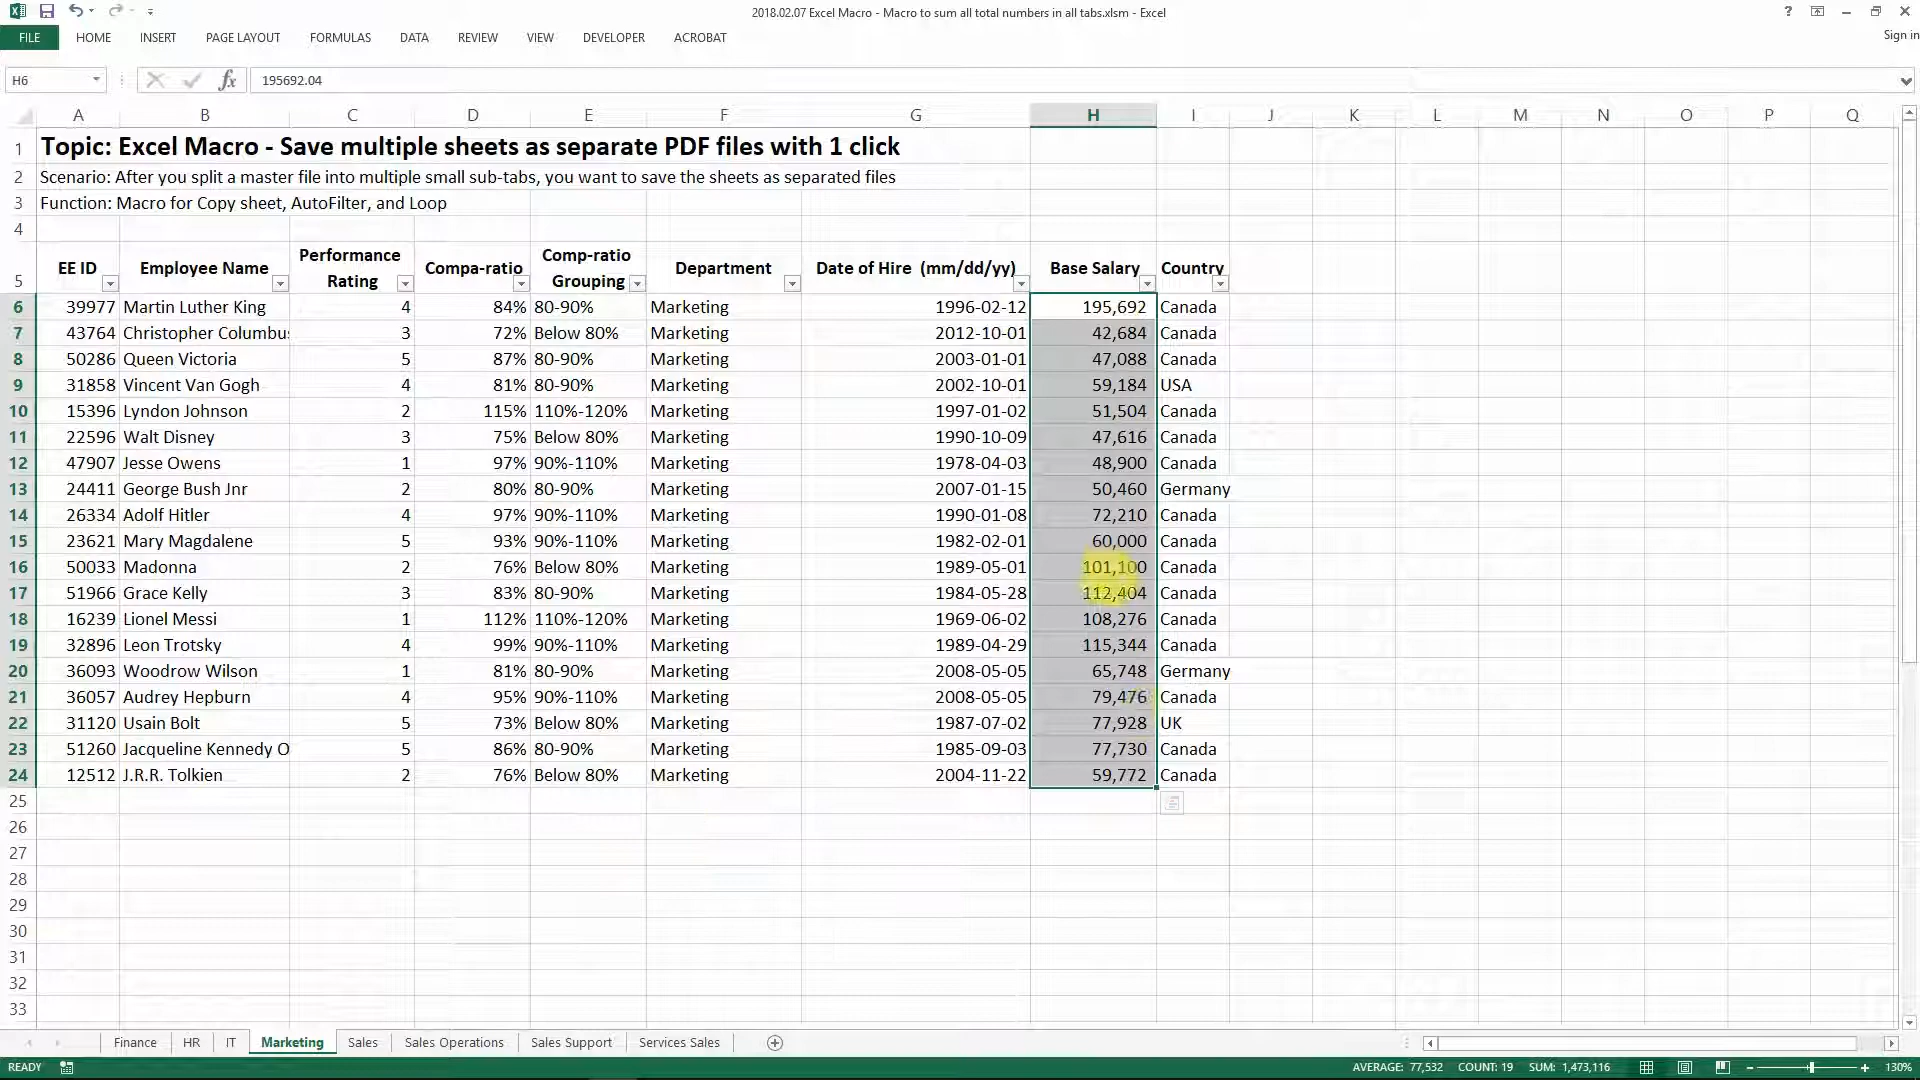 2018.02.07 Excel Macro - Macro to sum all total numbers in all tabs.xlsm - Excel
?
FILE HOME INSERT PAGE LAYOUT FORMULAS DATA REVIEW VIEW DEVELOPER ACROBAT Sign in
H6 fx 195692.04
A B C D E F G H I J K L M N O P Q
1 Topic: Excel Macro - Save multiple sheets as separate PDF files with 1 click
2 Scenario: After you split a master file into multiple small sub-tabs, you want to save the sheets as separated files
3 Function: Macro for Copy sheet, AutoFilter, and Loop
4
5 EE ID Employee Name Performance Rating Compa-ratio Comp-ratio Grouping Department Date of Hire (mm/dd/yy) Base Salary Country
6 39977 Martin Luther King 4 84% 80-90% Marketing 1996-02-12 195,692 Canada
7 43764 Christopher Columbu 3 72% Below 80% Marketing 2012-10-01 42,684 Canada
8 50286 Queen Victoria 5 87% 80-90% Marketing 2003-01-01 47,088 Canada
9 31858 Vincent Van Gogh 4 81% 80-90% Marketing 2002-10-01 59,184 USA
10 15396 Lyndon Johnson 2 115% 110%-120% Marketing 1997-01-02 51,504 Canada
11 22596 Walt Disney 3 75% Below 80% Marketing 1990-10-09 47,616 Canada
12 47907 Jesse Owens 1 97% 90%-110% Marketing 1978-04-03 48,900 Canada
13 24411 George Bush Jnr 2 80% 80-90% Marketing 2007-01-15 50,460 Germany
14 26334 Adolf Hitler 4 97% 90%-110% Marketing 1990-01-08 72,210 Canada
15 23621 Mary Magdalene 5 93% 90%-110% Marketing 1982-02-01 60,000 Canada
16 50033 Madonna 2 76% Below 80% Marketing 1989-05-01 101,100 Canada
17 51966 Grace Kelly 3 83% 80-90% Marketing 1984-05-28 112,404 Canada
18 16239 Lionel Messi 1 112% 110%-120% Marketing 1969-06-02 108,276 Canada
19 32896 Leon Trotsky 4 99% 90%-110% Marketing 1989-04-29 115,344 Canada
20 36093 Woodrow Wilson 1 81% 80-90% Marketing 2008-05-05 65,748 Germany
21 36057 Audrey Hepburn 4 95% 90%-110% Marketing 2008-05-05 79,476 Canada
22 31120 Usain Bolt 5 73% Below 80% Marketing 1987-07-02 77,928 UK
23 51260 Jacqueline Kennedy O 5 86% 80-90% Marketing 1985-09-03 77,730 Canada
24 12512 J.R.R. Tolkien 2 76% Below 80% Marketing 2004-11-22 59,772 Canada
25
26
27
28
29
30
31
32
33
Finance HR IT Marketing Sales Sales Operations Sales Support Services Sales
READY AVERAGE: 77,532 COUNT: 19 SUM: 1,473,116 130%